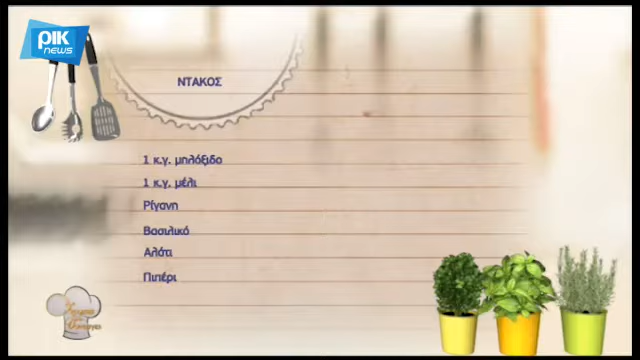 ΡΙΚ
news
ΝΤΑΚΟΣ
1 κ.γ. μηλόξιδο
1 κ.γ. μέλι
Ρίγανη
Βασιλικό
Αλάτι
Πιπέρι